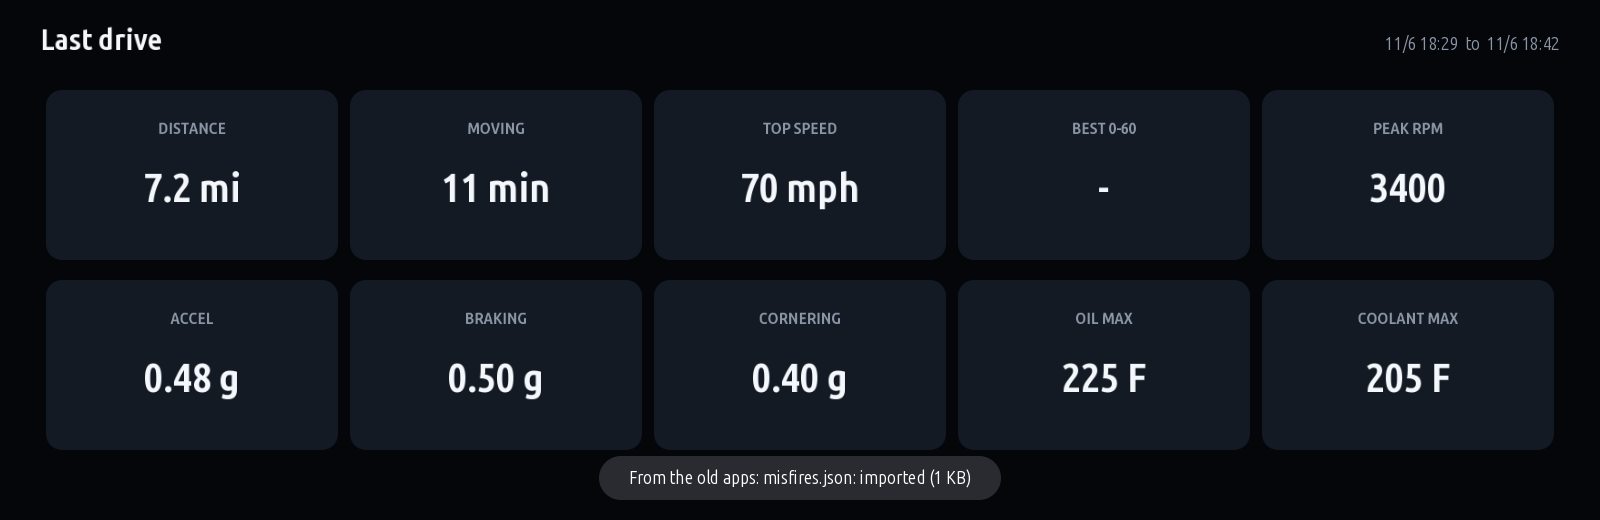 Last drive
11/6 18:29 to 11/6 18:42
DISTANCE
7.2 mi
MOVING
11 min
TOP SPEED
70 mph
BEST 0-60
-
PEAK RPM
3400
ACCEL
0.48 g
BRAKING
0.50 g
CORNERING
0.40 g
OIL MAX
225 F
COOLANT MAX
205 F
From the old apps: misfires.json: imported (1 KB)